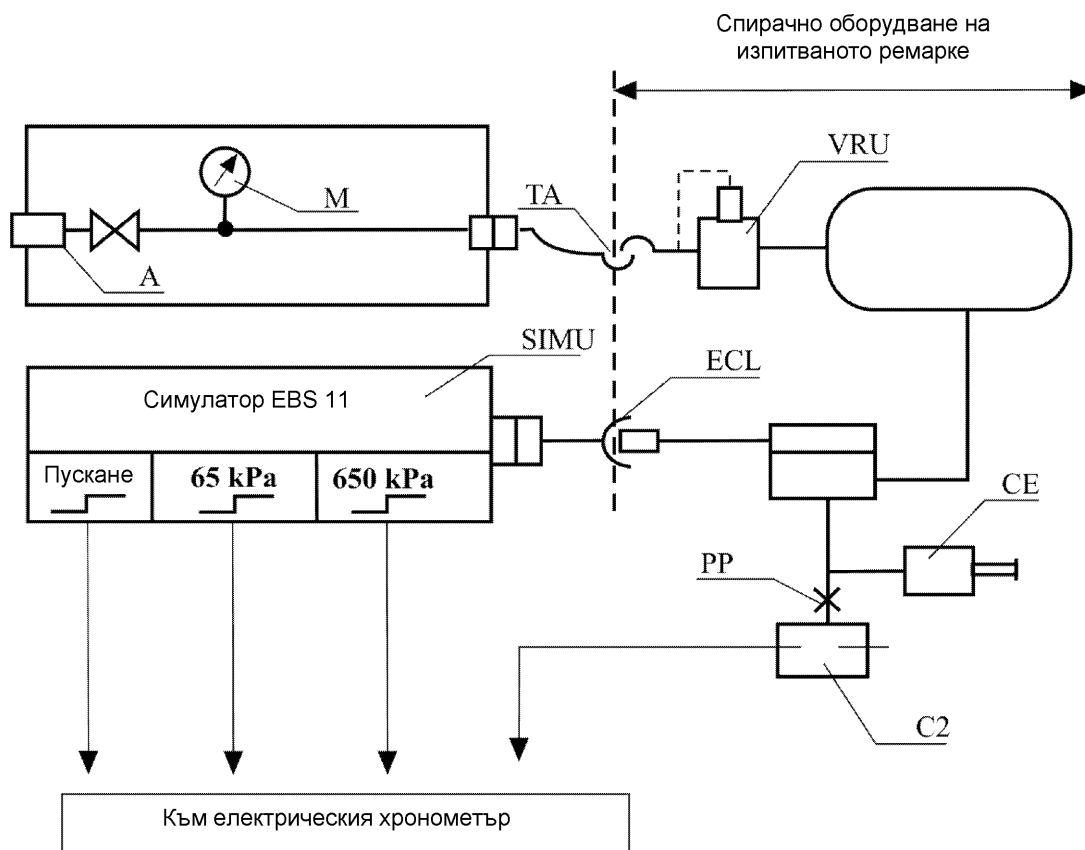 Спирачно оборудване на
изпитваното ремарке
VRU
M
TA
A
SIMU
ECL
Симулатор EBS 11
Пускане
65 kPa
650 kPa
CE
PP
C2
Към електрическия хронометър